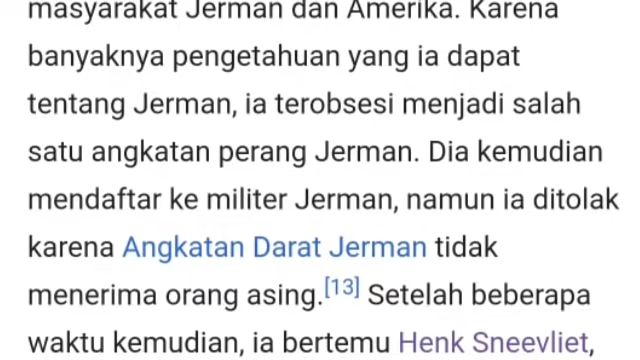 masyarakat Jerman dan Amerika. Karena
banyaknya pengetahuan yang ia dapat
tentang Jerman, ia terobsesi menjadi salah
satu angkatan perang Jerman. Dia kemudian
mendaftar ke militer Jerman, namun ia ditolak
karena Angkatan Darat Jerman tidak
menerima orang asing.[13] Setelah beberapa
waktu kemudian, ia bertemu Henk Sneevliet,